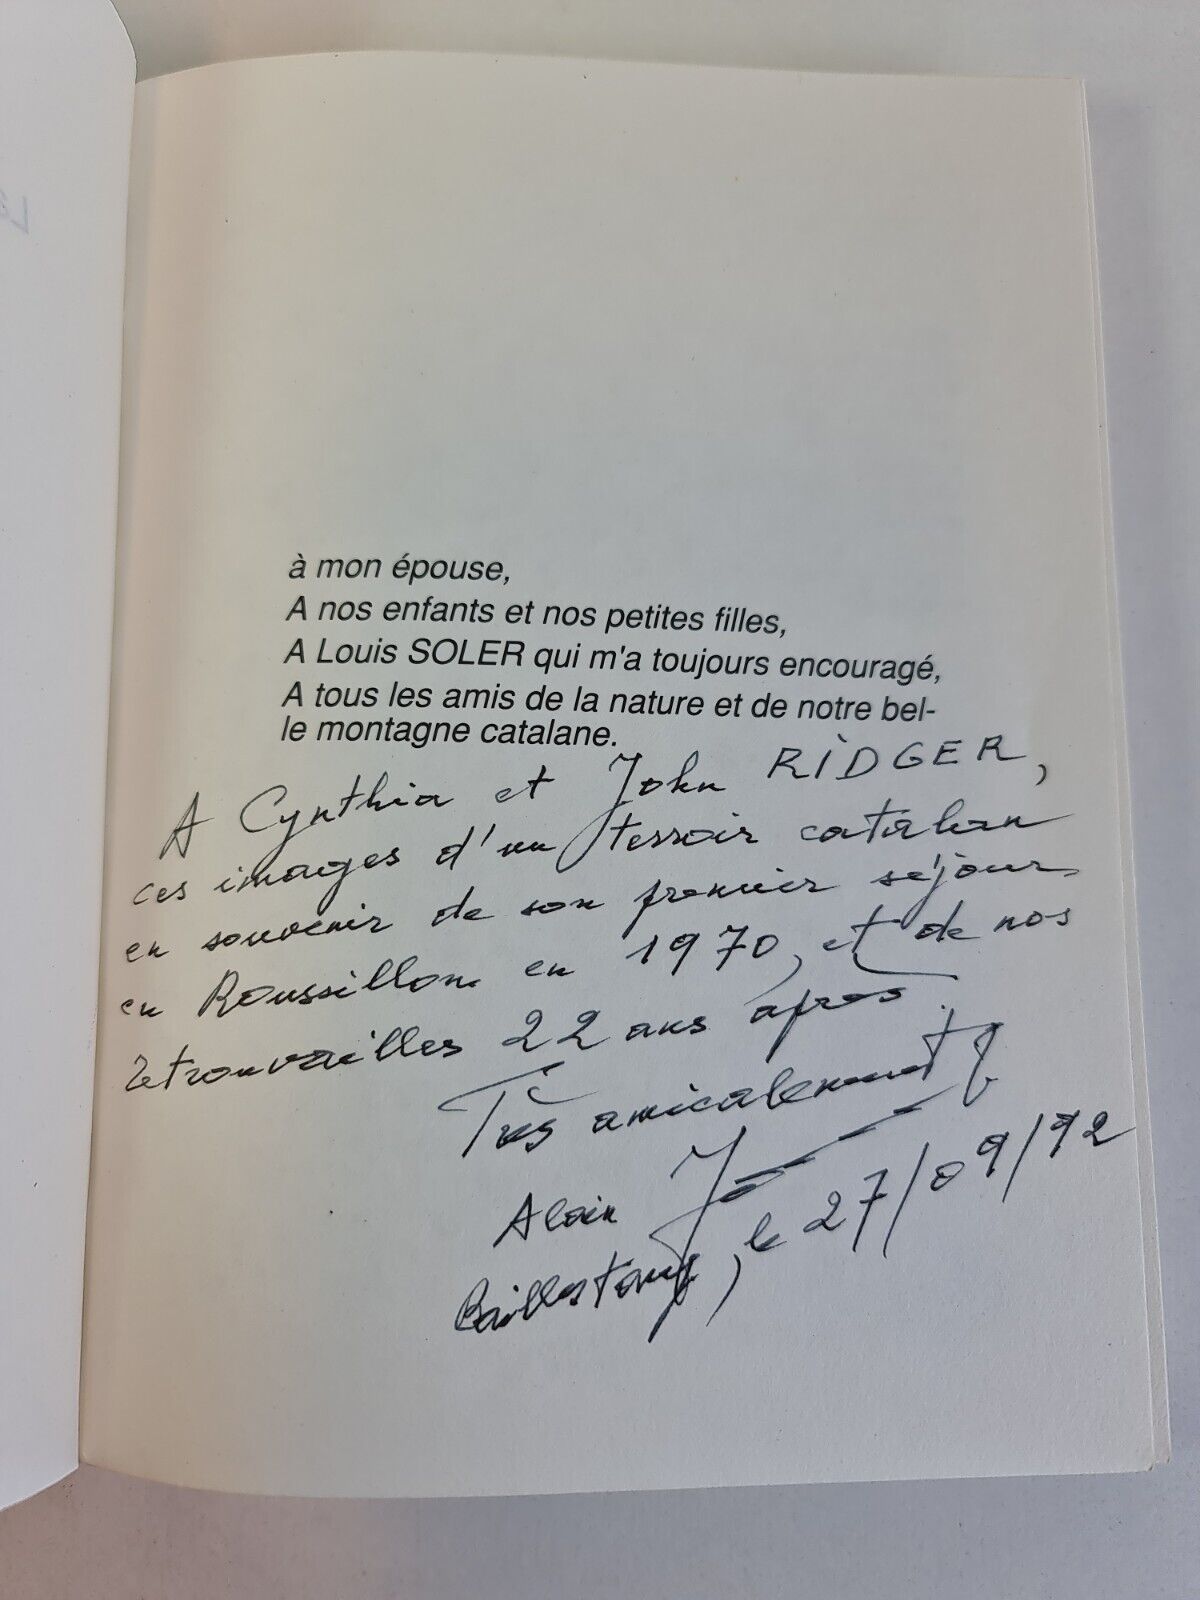 à mon épouse,
A nos enfants et nos petites filles,
A Louis SOLER qui m'a toujours encouragé,
A tous les amis de la nature et de notre bel-
le montagne catalane.
A Cynthia et John RIDGER,
ces images d'un terroir catalan
en souvenir de son premier séjour
en Roussillon en 1970, et de nos
retrouvailles 22 ans après.
Très amicalement
Alain
Baillestavy, le 27/09/92